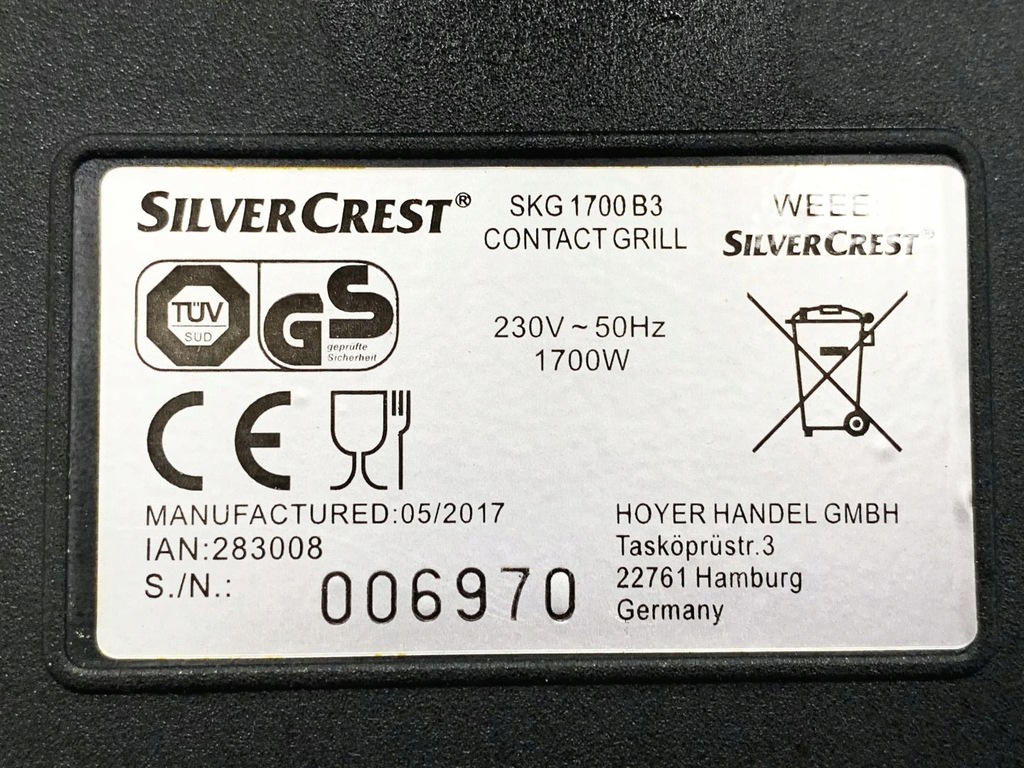 SILVERCREST®
SKG 1700 B3
CONTACT GRILL
WEEE:
SILVERCREST®
TÜV
SÜD
GS
geprüfte
Sicherheit
230V ~ 50Hz
1700W
CE
MANUFACTURED:05/2017
IAN:283008
S./N.: 006970
HOYER HANDEL GMBH
Tasköprüstr.3
22761 Hamburg
Germany